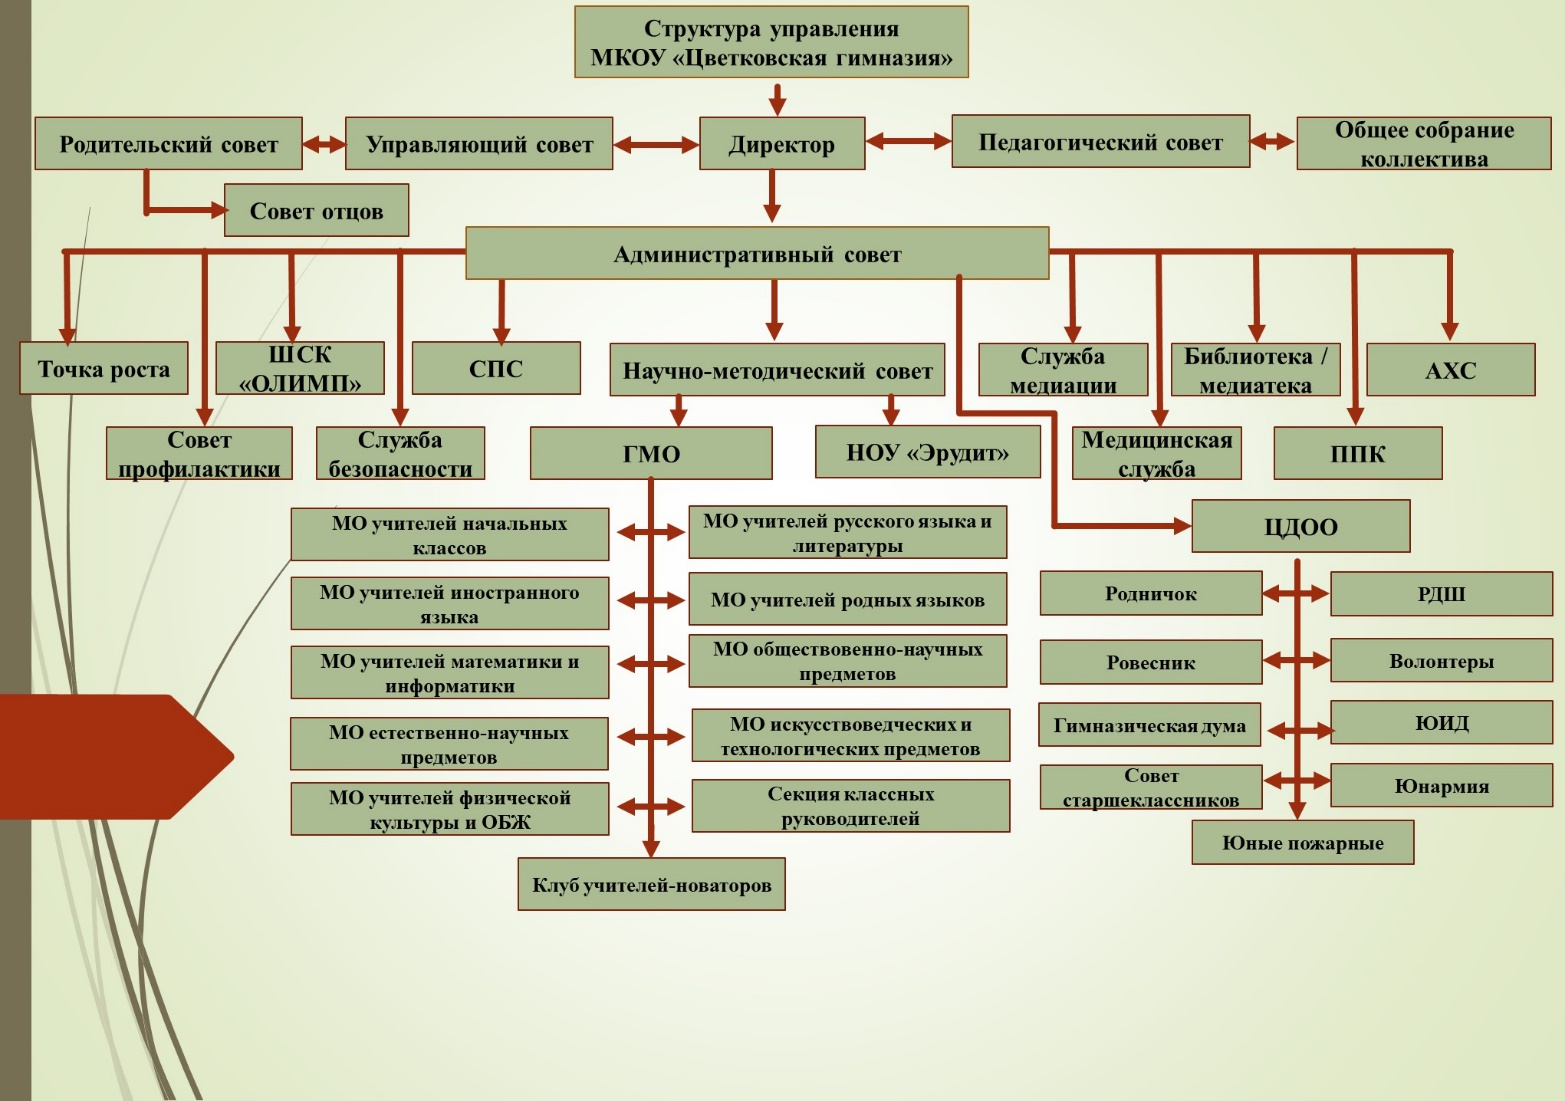 Структура управления
МКОУ «Цветковская гимназия»
Родительский совет
Управляющий совет
Директор
Педагогический совет
Общее собрание
коллектива
Совет отцов
Административный совет
Точка роста
ШСК
«ОЛИМП»
СПС
Научно-методический совет
Служба
медиации
Библиотека /
медиатека
АХС
Совет
профилактики
Служба
безопасности
ГМО
НОУ «Эрудит»
Медицинская
служба
ППК
ЦДОО
МО учителей начальных
классов
МО учителей русского языка и
литературы
МО учителей иностранного
языка
МО учителей родных языков
МО учителей математики и
информатики
МО обществовенно-научных
предметов
МО естественно-научных
предметов
МО искусствоведческих и
технологических предметов
МО учителей физической
культуры и ОБЖ
Секция классных
руководителей
Клуб учителей-новаторов
Родничок
РДШ
Ровесник
Волонтеры
Гимназическая дума
ЮИД
Совет
старшеклассников
Юнармия
Юные пожарные